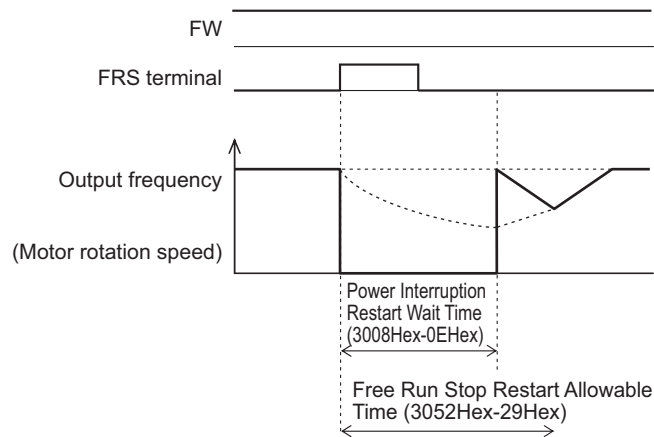 FW
FRS terminal
Output frequency
(Motor rotation speed)
Power Interruption
Restart Wait Time
(3008Hex-0EHex)
Free Run Stop Restart Allowable
Time (3052Hex-29Hex)